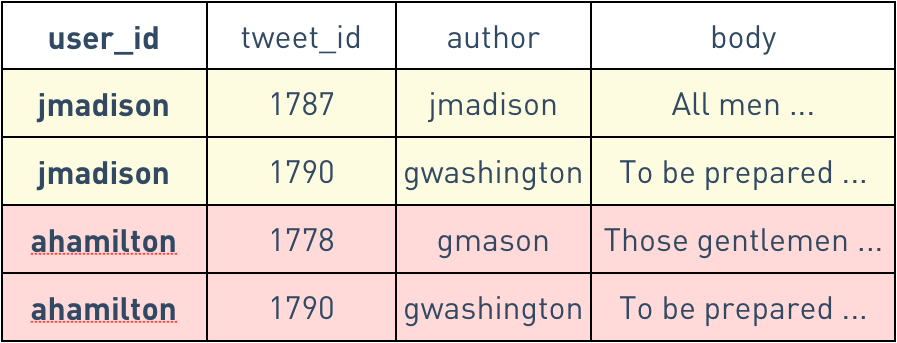 user_id tweet_id author body
jmadison 1787 jmadison All men ...
jmadison 1790 gwashington To be prepared ...
ahamilton 1778 gmason Those gentlemen ...
ahamilton 1790 gwashington To be prepared ...